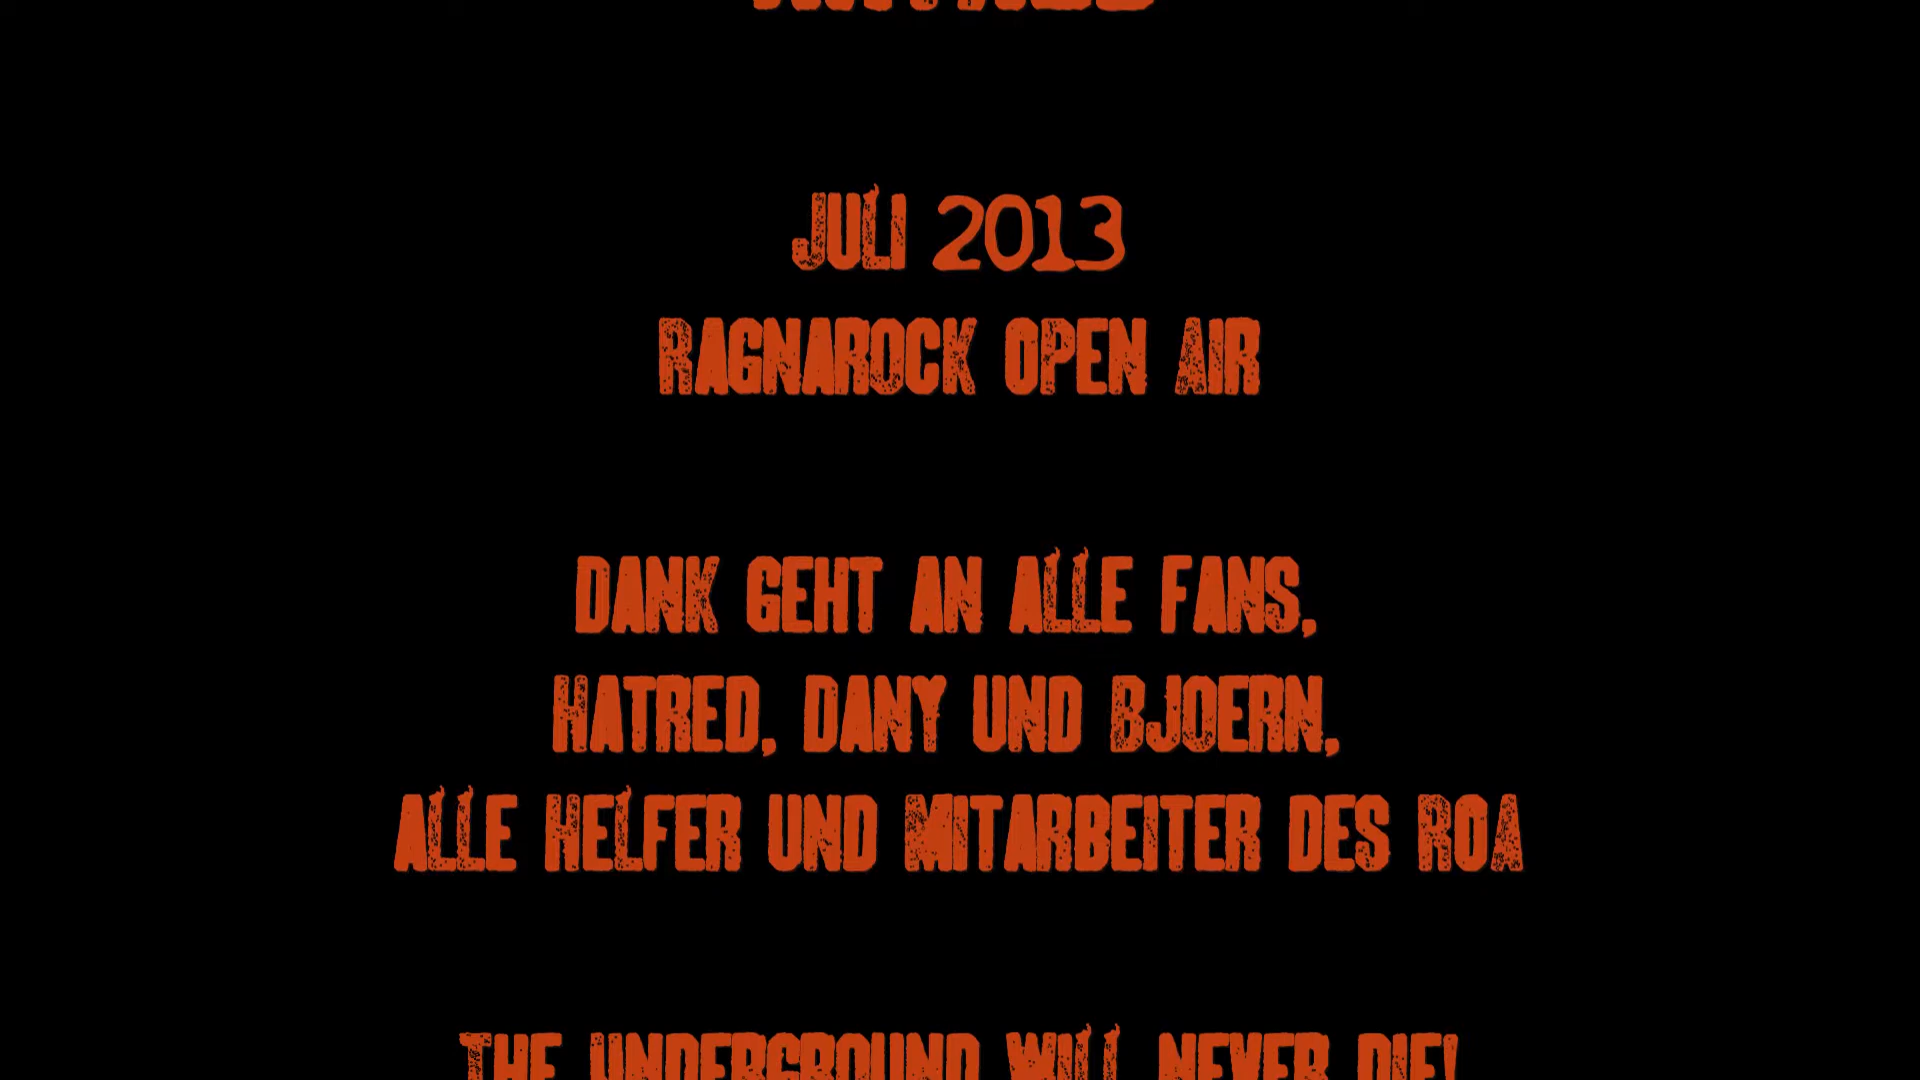 JULI 2013
RAGNAROCK OPEN AIR
DANK GEHT AN ALLE FANS,
HATRED, DANY UND BJOERN,
ALLE HELFER UND MITARBEITER DES ROA
THE UNDERGROUND WILL NEVER DIE!